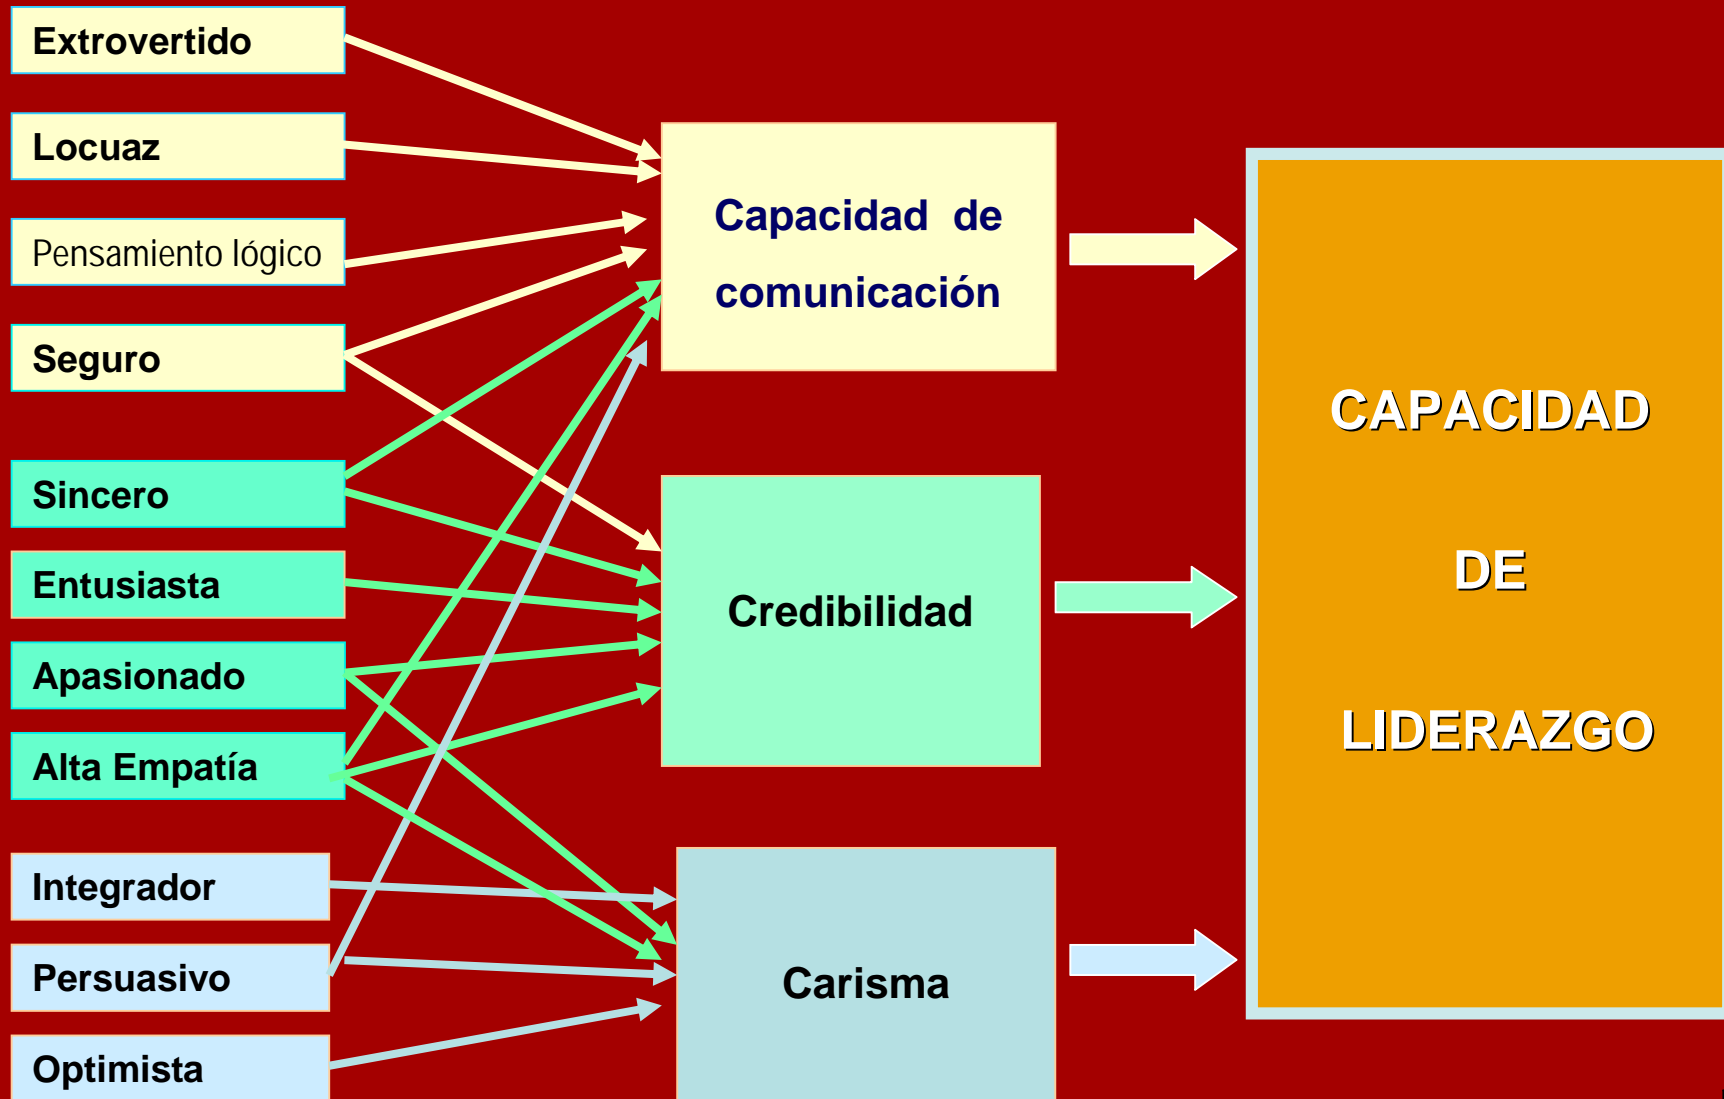 Extrovertido
Locuaz
Pensamiento lógico
Seguro
Sincero
Entusiasta
Apasionado
Alta Empatía
Integrador
Persuasivo
Optimista
Capacidad de
comunicación
Credibilidad
Carisma
CAPACIDAD
DE
LIDERAZGO